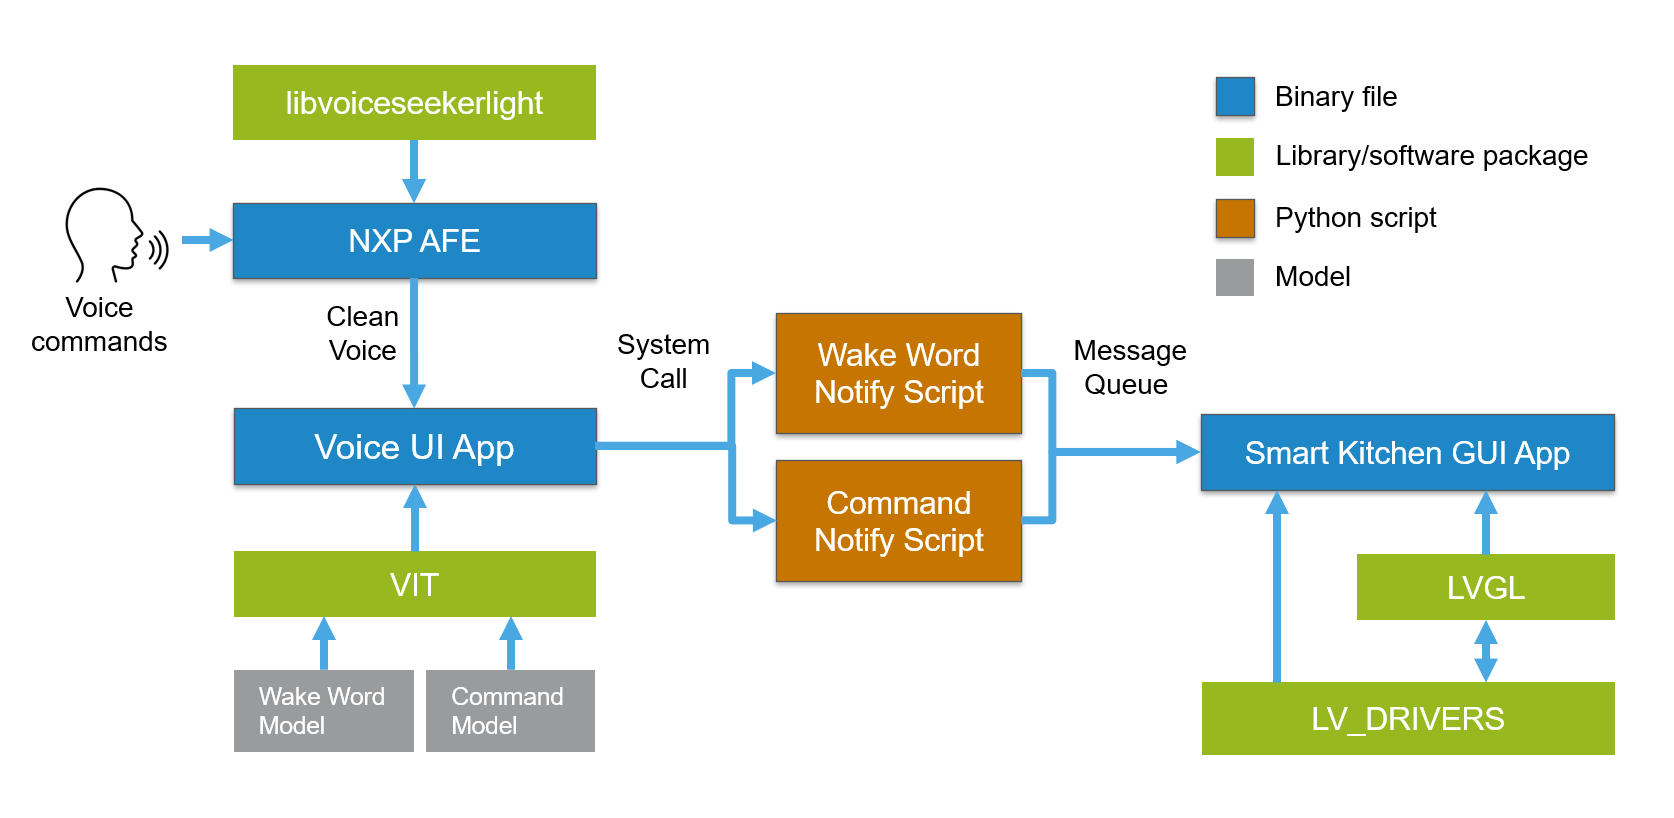 libvoiceseekerlight
NXP AFE
Voice
commands
Clean
Voice
Voice UI App
VIT
Wake Word
Model
Command
Model
System
Call
Wake Word
Notify Script
Command
Notify Script
Message
Queue
Binary file
Library/software package
Python script
Model
Smart Kitchen GUI App
LVGL
LV_DRIVERS